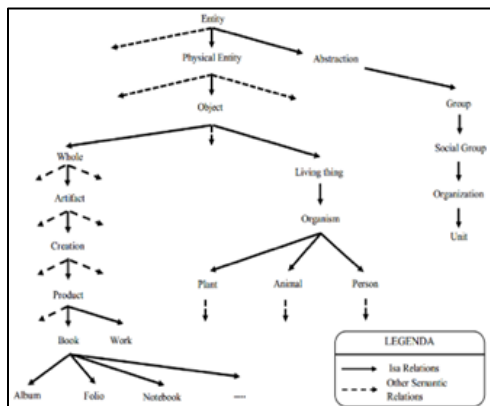 Entity
Physical Entity
Abstraction
Object
Group
Whole
Living thing
Social Group
Artifact
Organism
Organization
Creation
Unit
Product
Plant
Animal
Person
Book
Work
LEGENDA
Isa Relations
Other Semantic
Relations
Album
Folio
Notebook
....